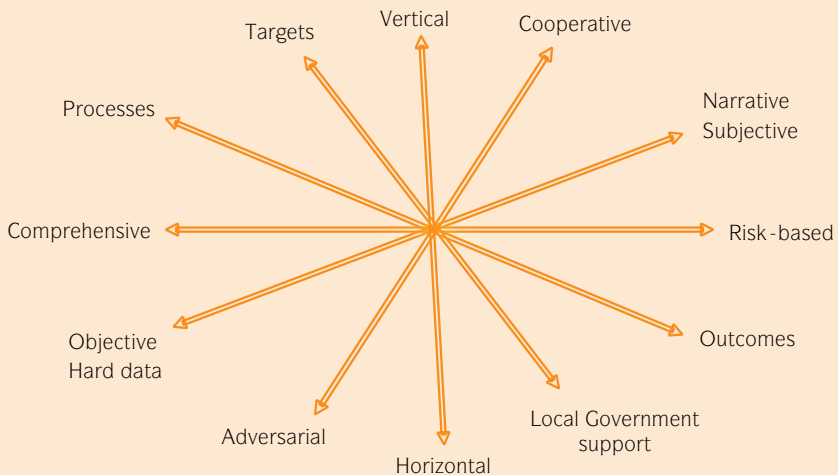 Vertical
Cooperative
Targets
Narrative
Subjective
Processes
Comprehensive
Risk-based
Outcomes
Objective
Hard data
Local Government
support
Adversarial
Horizontal